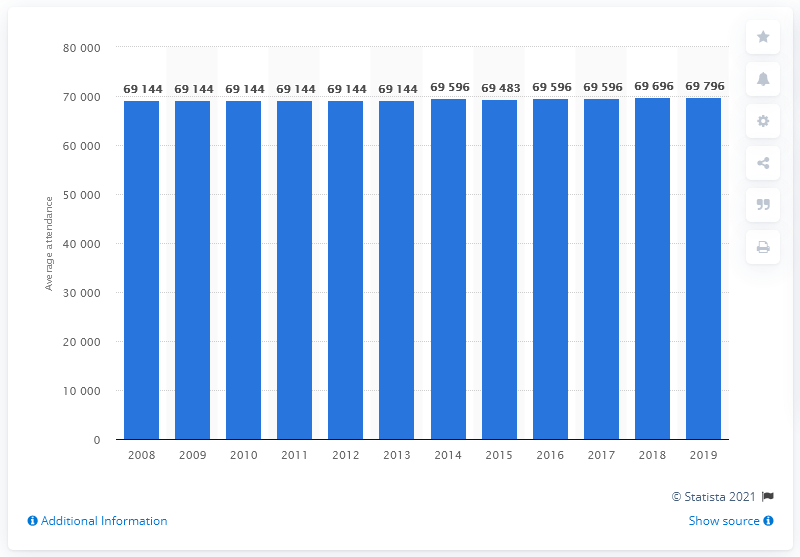 80 000
70 000
60 000
50 000
40 000
30 000
20 000
10 000
0
Average attendance
69 144 69 144 69 144 69 144 69 144 69 144 69 596 69 483 69 596 69 596 69 696 69 796
2008 2009 2010 2011 2012 2013 2014 2015 2016 2017 2018 2019
© Statista 2021
Additional Information
Show source